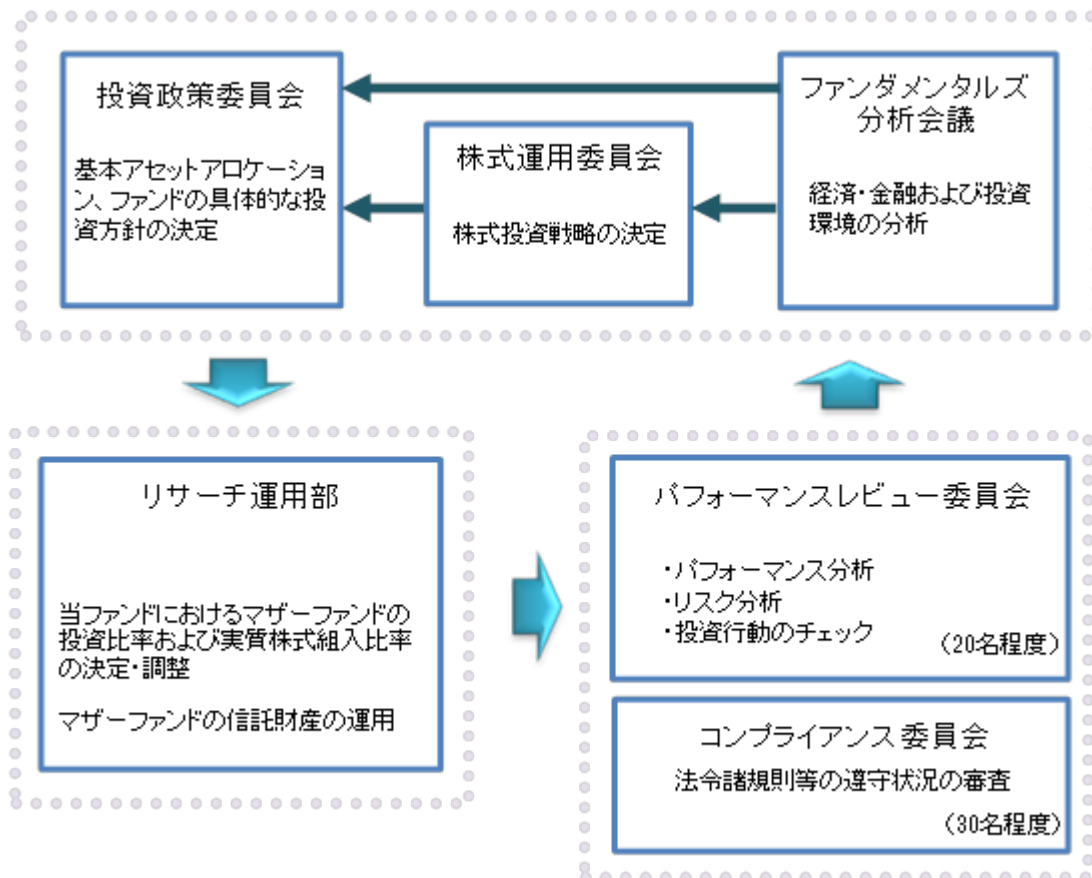 投資政策委員会
基本アセットアロケーショ
ン、ファンドの具体的な投
資方針の決定
株式運用委員会
株式投資戦略の決定
ファンダメンタルズ
分析会議
経済・金融および投資
環境の分析
リサーチ運用部
当ファンドにおけるマザーファンドの
投資比率および実質株式組入比率
の決定・調整
マザーファンドの信託財産の運用
パフォーマンスレビュー委員会
・パフォーマンス分析
・リスク分析
・投資行動のチェック
（20名程度）
コンプライアンス委員会
法令諸規則等の遵守状況の審査
（30名程度）